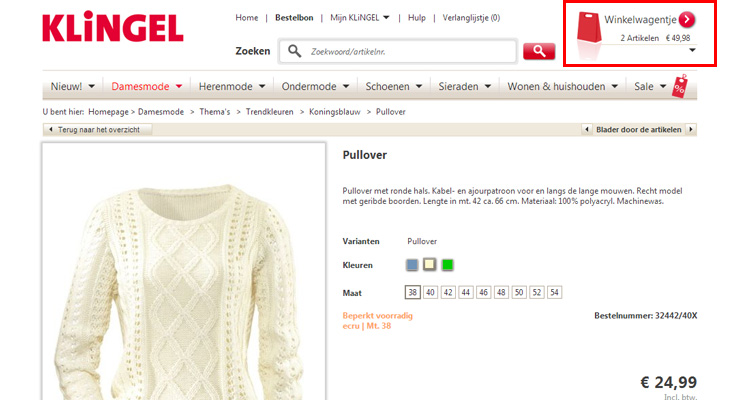 KLiNGEL
Home | Bestelbon | Mijn KLiNGEL | Hulp | Verlanglijstje (0)
Winkelwagentje
2 Artikelen € 49,98
Zoeken Zoekwoord/artikelnr.
Nieuw! Damesmode Herenmode Ondermode Schoenen Sieraden Wonen & huishouden Sale %
U bent hier: Homepage > Damesmode > Thema's > Trendkleuren > Koningsblauw > Pullover
Terug naar het overzicht Blader door de artikelen
Pullover
Pullover met ronde hals. Kabel- en ajourpatroon voor en langs de lange mouwen. Recht model
met geribde boorden. Lengte in mt. 42 ca. 66 cm. Materiaal: 100% polyacryl. Machinewas.
Varianten Pullover
Kleuren
Maat 38 40 42 44 46 48 50 52 54
Beperkt voorradig Bestelnummer: 32442/40X
ecru | Mt. 38
€ 24,99
Incl. btw.